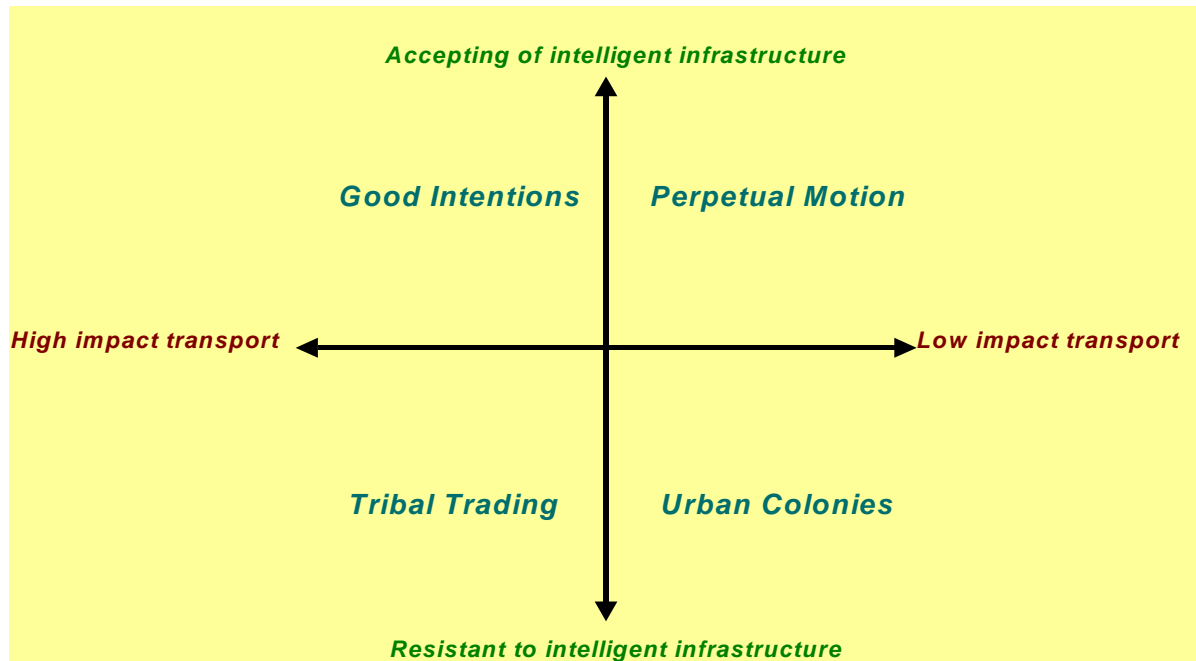 Accepting of intelligent infrastructure
Good Intentions
Perpetual Motion
High impact transport
Low impact transport
Tribal Trading
Urban Colonies
Resistant to intelligent infrastructure